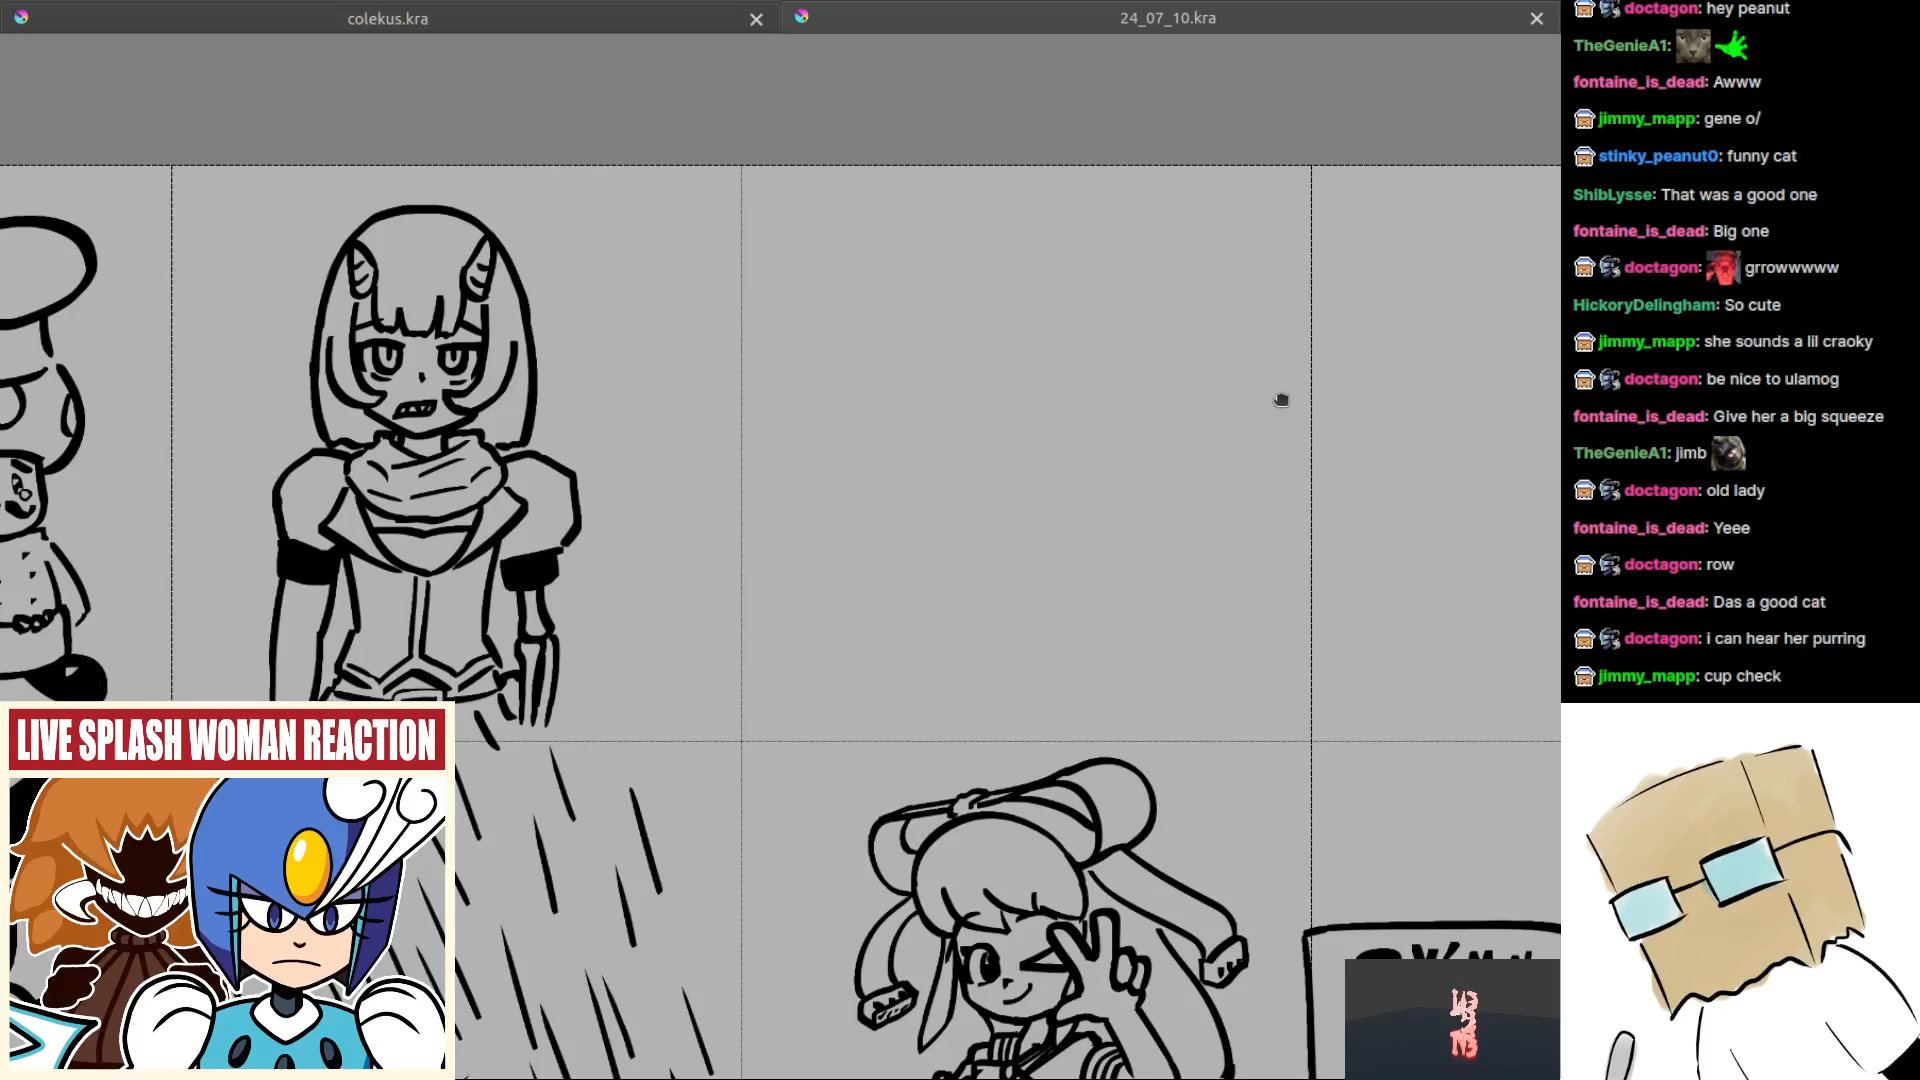 colekus.kra
24_07_10.kra
doctagon: hey peanut
TheGenieA1:
fontaine_is_dead: Awww
jimmy_mapp: gene o/
stinky_peanut0: funny cat
ShibLysse: That was a good one
fontaine_is_dead: Big one
doctagon: grrowwwww
HickoryDelingham: So cute
jimmy_mapp: she sounds a lil craoky
doctagon: be nice to ulamog
fontaine_is_dead: Give her a big squeeze
TheGenieA1: jimb
doctagon: old lady
fontaine_is_dead: Yeee
doctagon: row
fontaine_is_dead: Das a good cat
doctagon: i can hear her purring
jimmy_mapp: cup check
LIVE SPLASH WOMAN REACTION